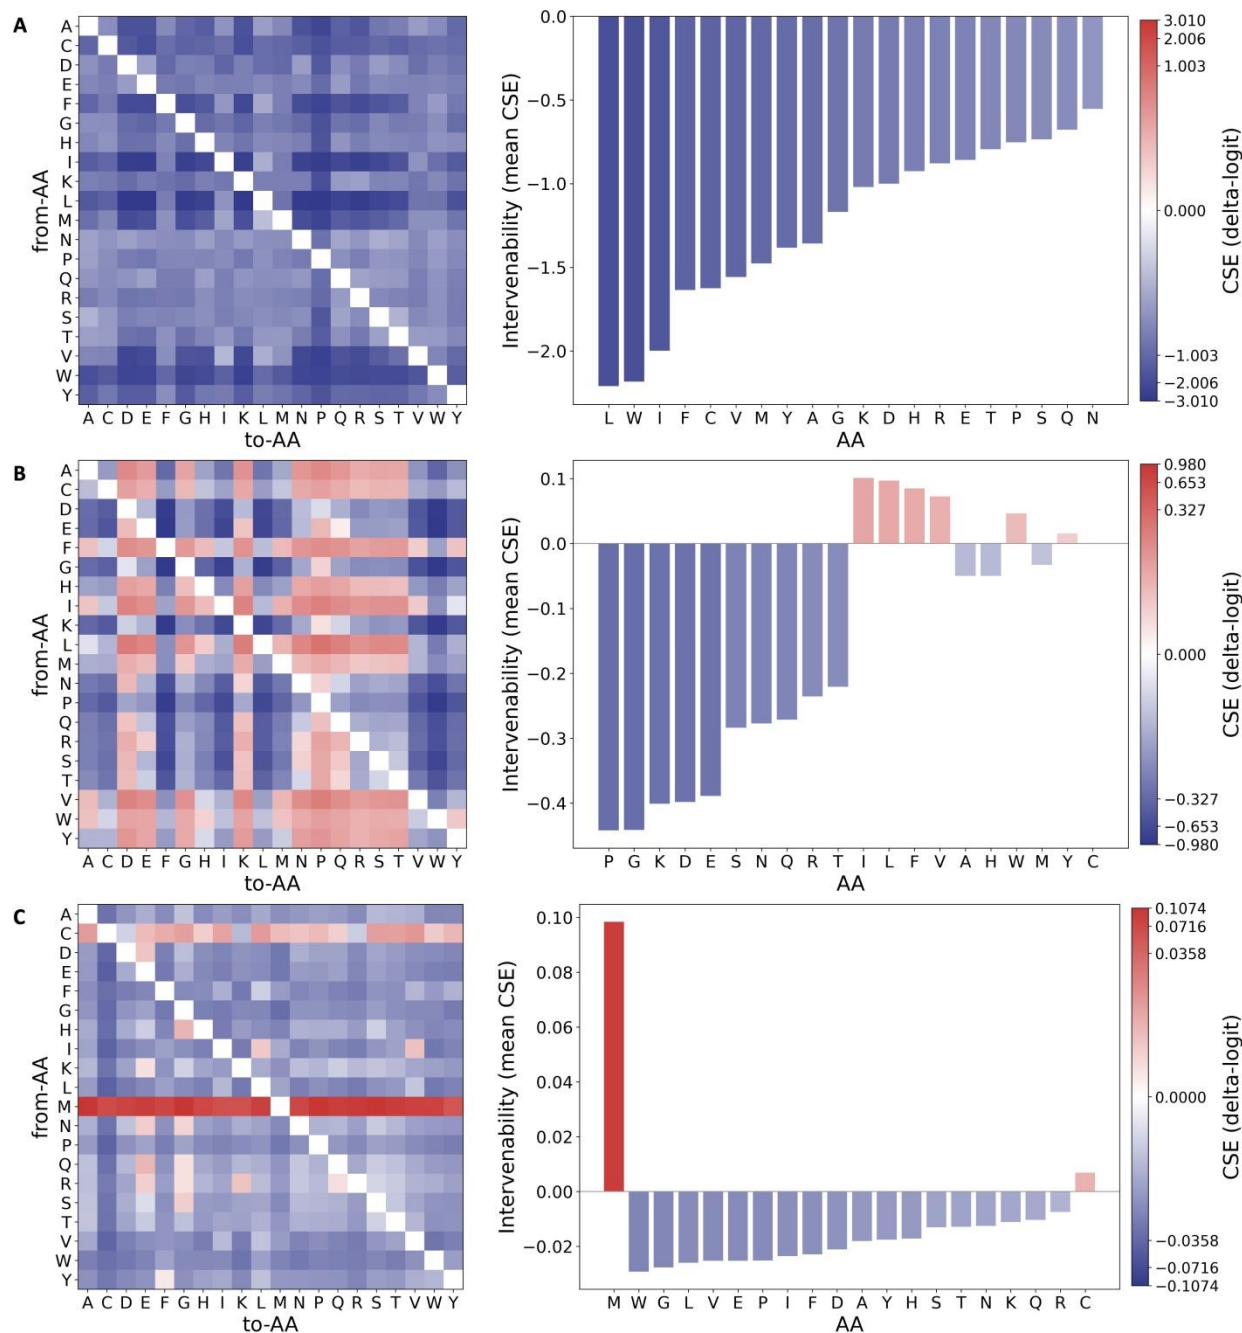 A
A
C
D
E
F
G
H
I
K
L
M
N
P
Q
R
S
T
V
W
Y
from-AA
A C D E F G H I K L M N P Q R S T V W Y
to-AA
0.0
−0.5
−1.0
−1.5
−2.0
Intervenability (mean CSE)
L W I F C V M Y A G K D H R E T P S Q N
AA
3.010
2.006
1.003
0.000
−1.003
−2.006
−3.010
CSE (delta-logit)
B
A
C
D
E
F
G
H
I
K
L
M
N
P
Q
R
S
T
V
W
Y
from-AA
A C D E F G H I K L M N P Q R S T V W Y
to-AA
0.1
0.0
−0.1
−0.2
−0.3
−0.4
Intervenability (mean CSE)
P G K D E S N Q R T I L F V A H W M Y C
AA
0.980
0.653
0.327
0.000
−0.327
−0.653
−0.980
CSE (delta-logit)
C
A
C
D
E
F
G
H
I
K
L
M
N
P
Q
R
S
T
V
W
Y
from-AA
A C D E F G H I K L M N P Q R S T V W Y
to-AA
0.10
0.08
0.06
0.04
0.02
0.00
−0.02
Intervenability (mean CSE)
M W G L V E P I F D A Y H S T N K Q R C
AA
0.1074
0.0716
0.0358
0.0000
−0.0358
−0.0716
−0.1074
CSE (delta-logit)